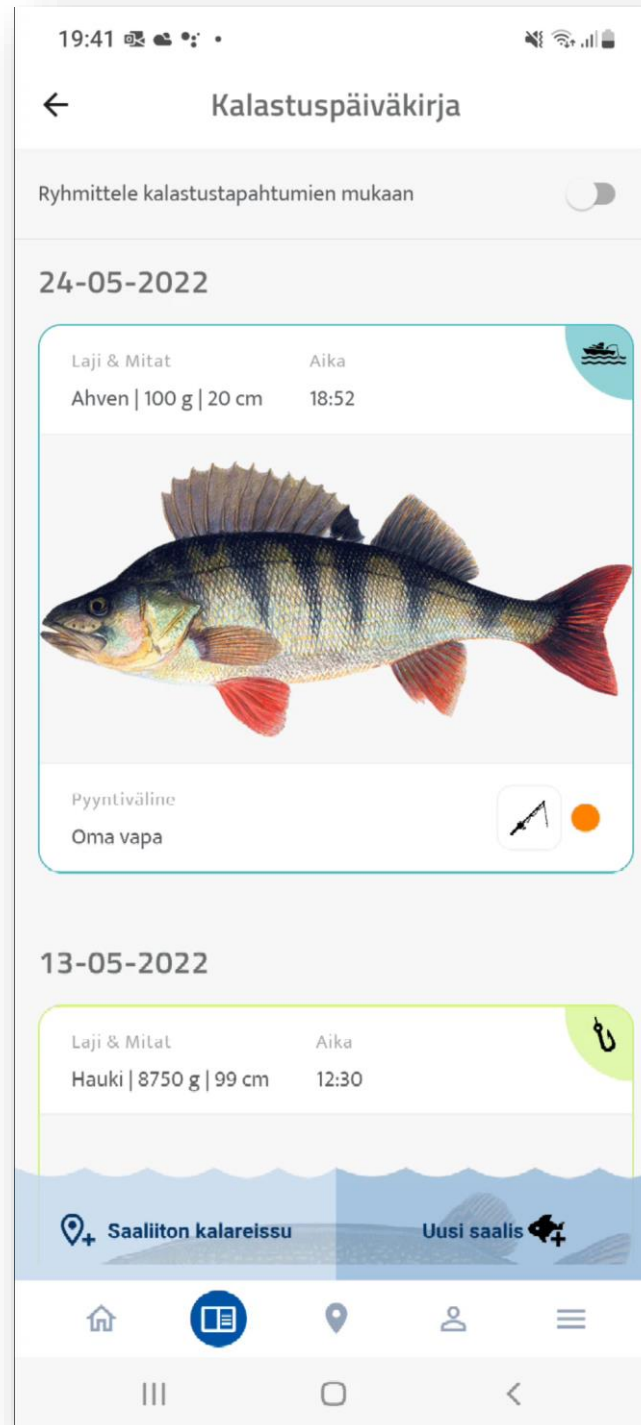 19:41
Kalastuspäiväkirja
Ryhmittele kalastustapahtumien mukaan
24-05-2022
Laji & Mitat Aika
Ahven | 100 g | 20 cm 18:52
Pyyntiväline
Oma vapa
13-05-2022
Laji & Mitat Aika
Hauki | 8750 g | 99 cm 12:30
Saaliiton kalareissu Uusi saalis